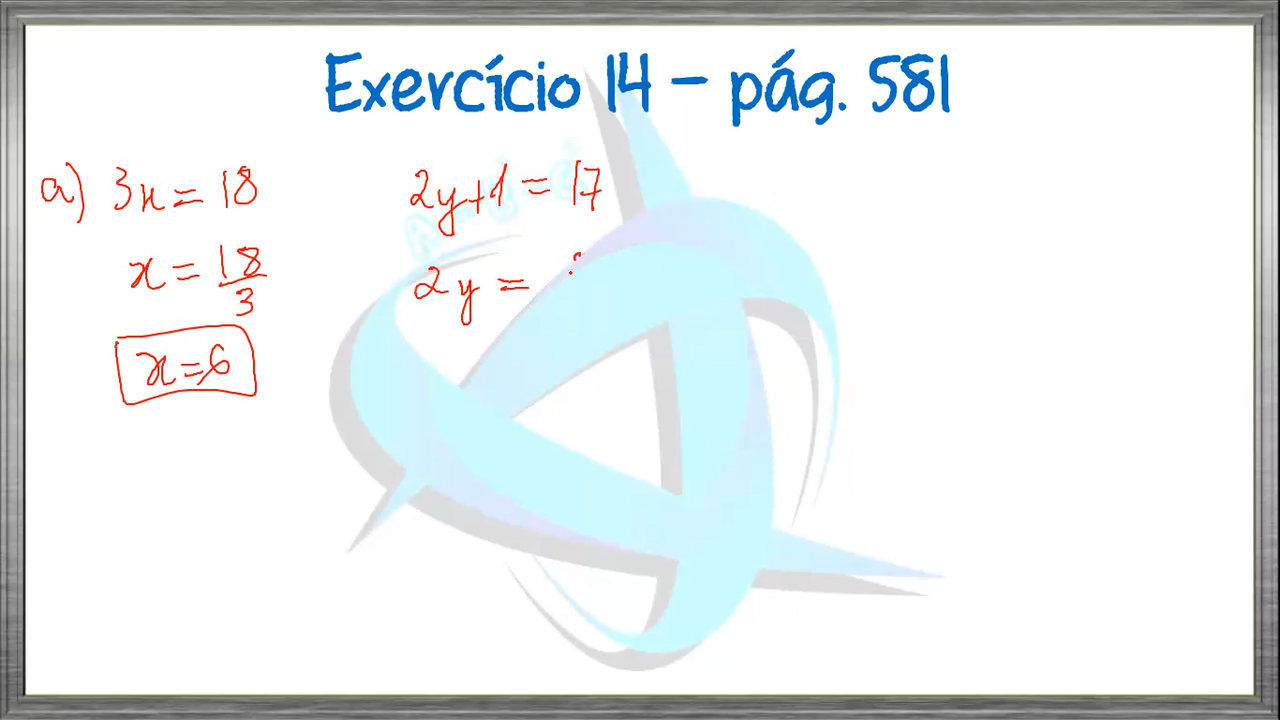 Exercício 14 - pág. 581
a) 3x = 18
x = 18/3
x = 6
2y + 1 = 17
2y =